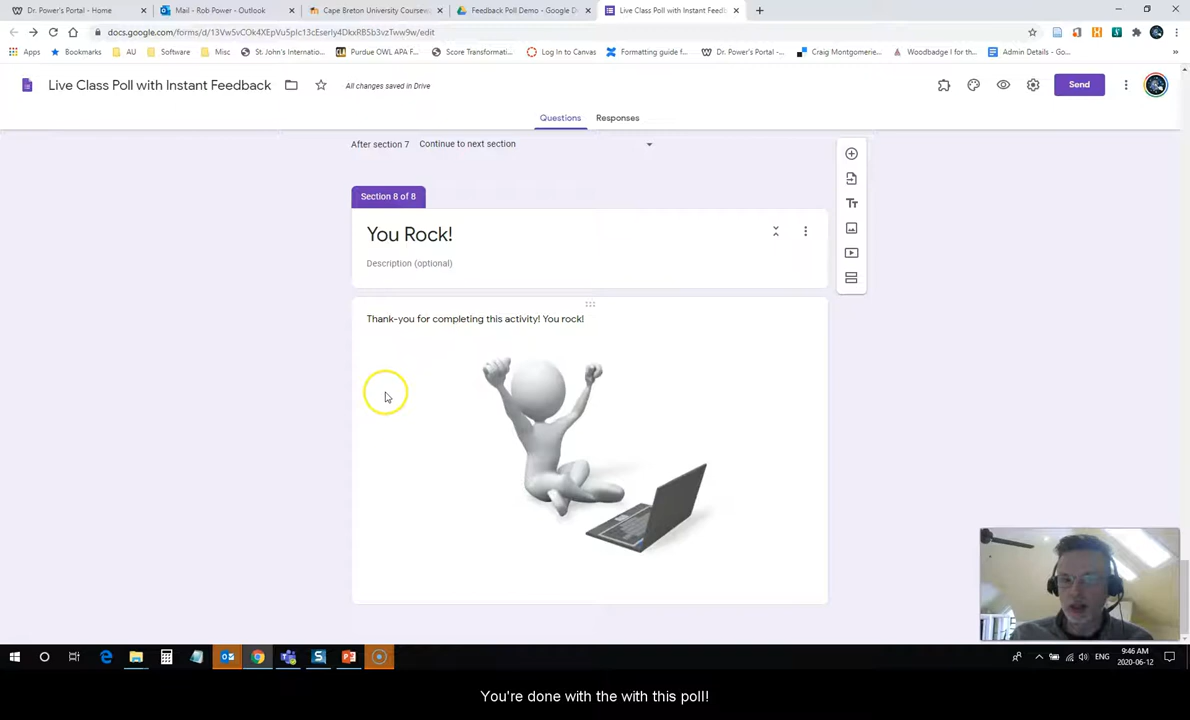 Dr. Power's Portal - Home
Mail - Rob Power - Outlook
Cape Breton University Coursew
Feedback Poll Demo - Google D
Live Class Poll with Instant Feedb
docs.google.com/forms/d/13Vw5vCO4XEpVu5pIc13cEserIy4DkxRBSb3vzTww9w/edit
Apps
AU
Software
Misc
St. John's Internatio...
Purdue OWL APA F...
Score Transformati...
Log In to Canvas
Formatting guide f...
Dr. Power's Portal -...
Craig Montgomerie...
Woodbadge I for th...
Admin Details - Go...
Live Class Poll with Instant Feedback
All changes saved in Drive
Send
Questions
Responses
After section 7 Continue to next section
Section 8 of 8
You Rock!
Description (optional)
Tт
Thank-you for completing this activity! You rock!
ENG
9:46 AM
2020-06-12
You're done with the with this poll!